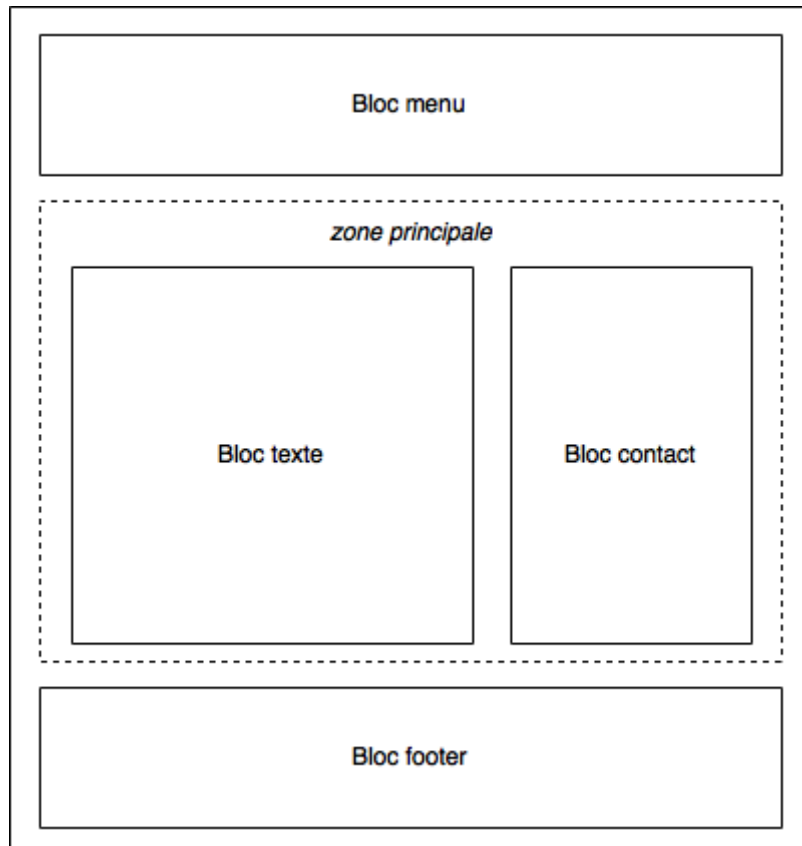 Bloc menu
zone principale
Bloc texte
Bloc contact
Bloc footer